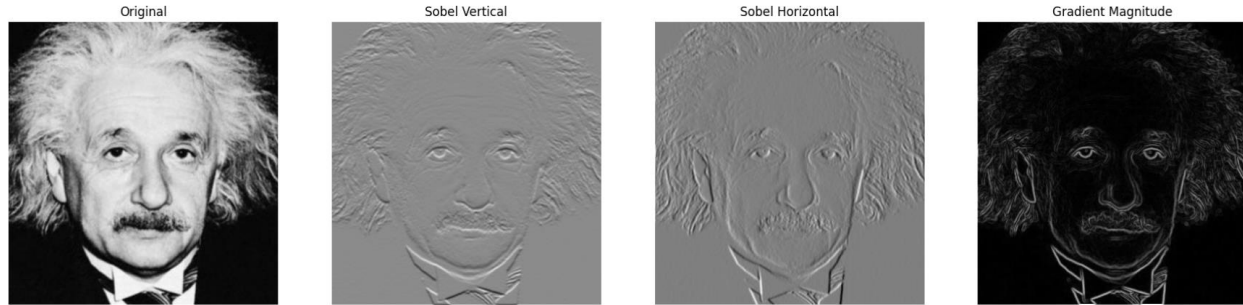 Original
Sobel Vertical
Sobel Horizontal
Gradient Magnitude